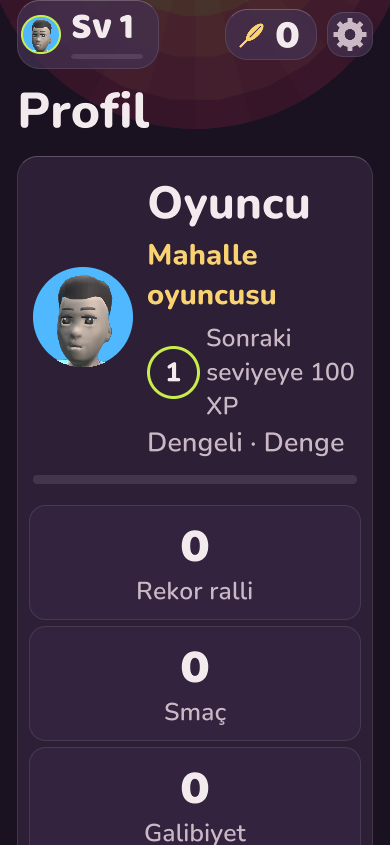 Sv 1
0
Profil
Oyuncu
Mahalle
oyuncusu
1
Sonraki
seviyeye 100
XP
Dengeli · Denge
0
Rekor ralli
0
Smaç
0
Galibiyet